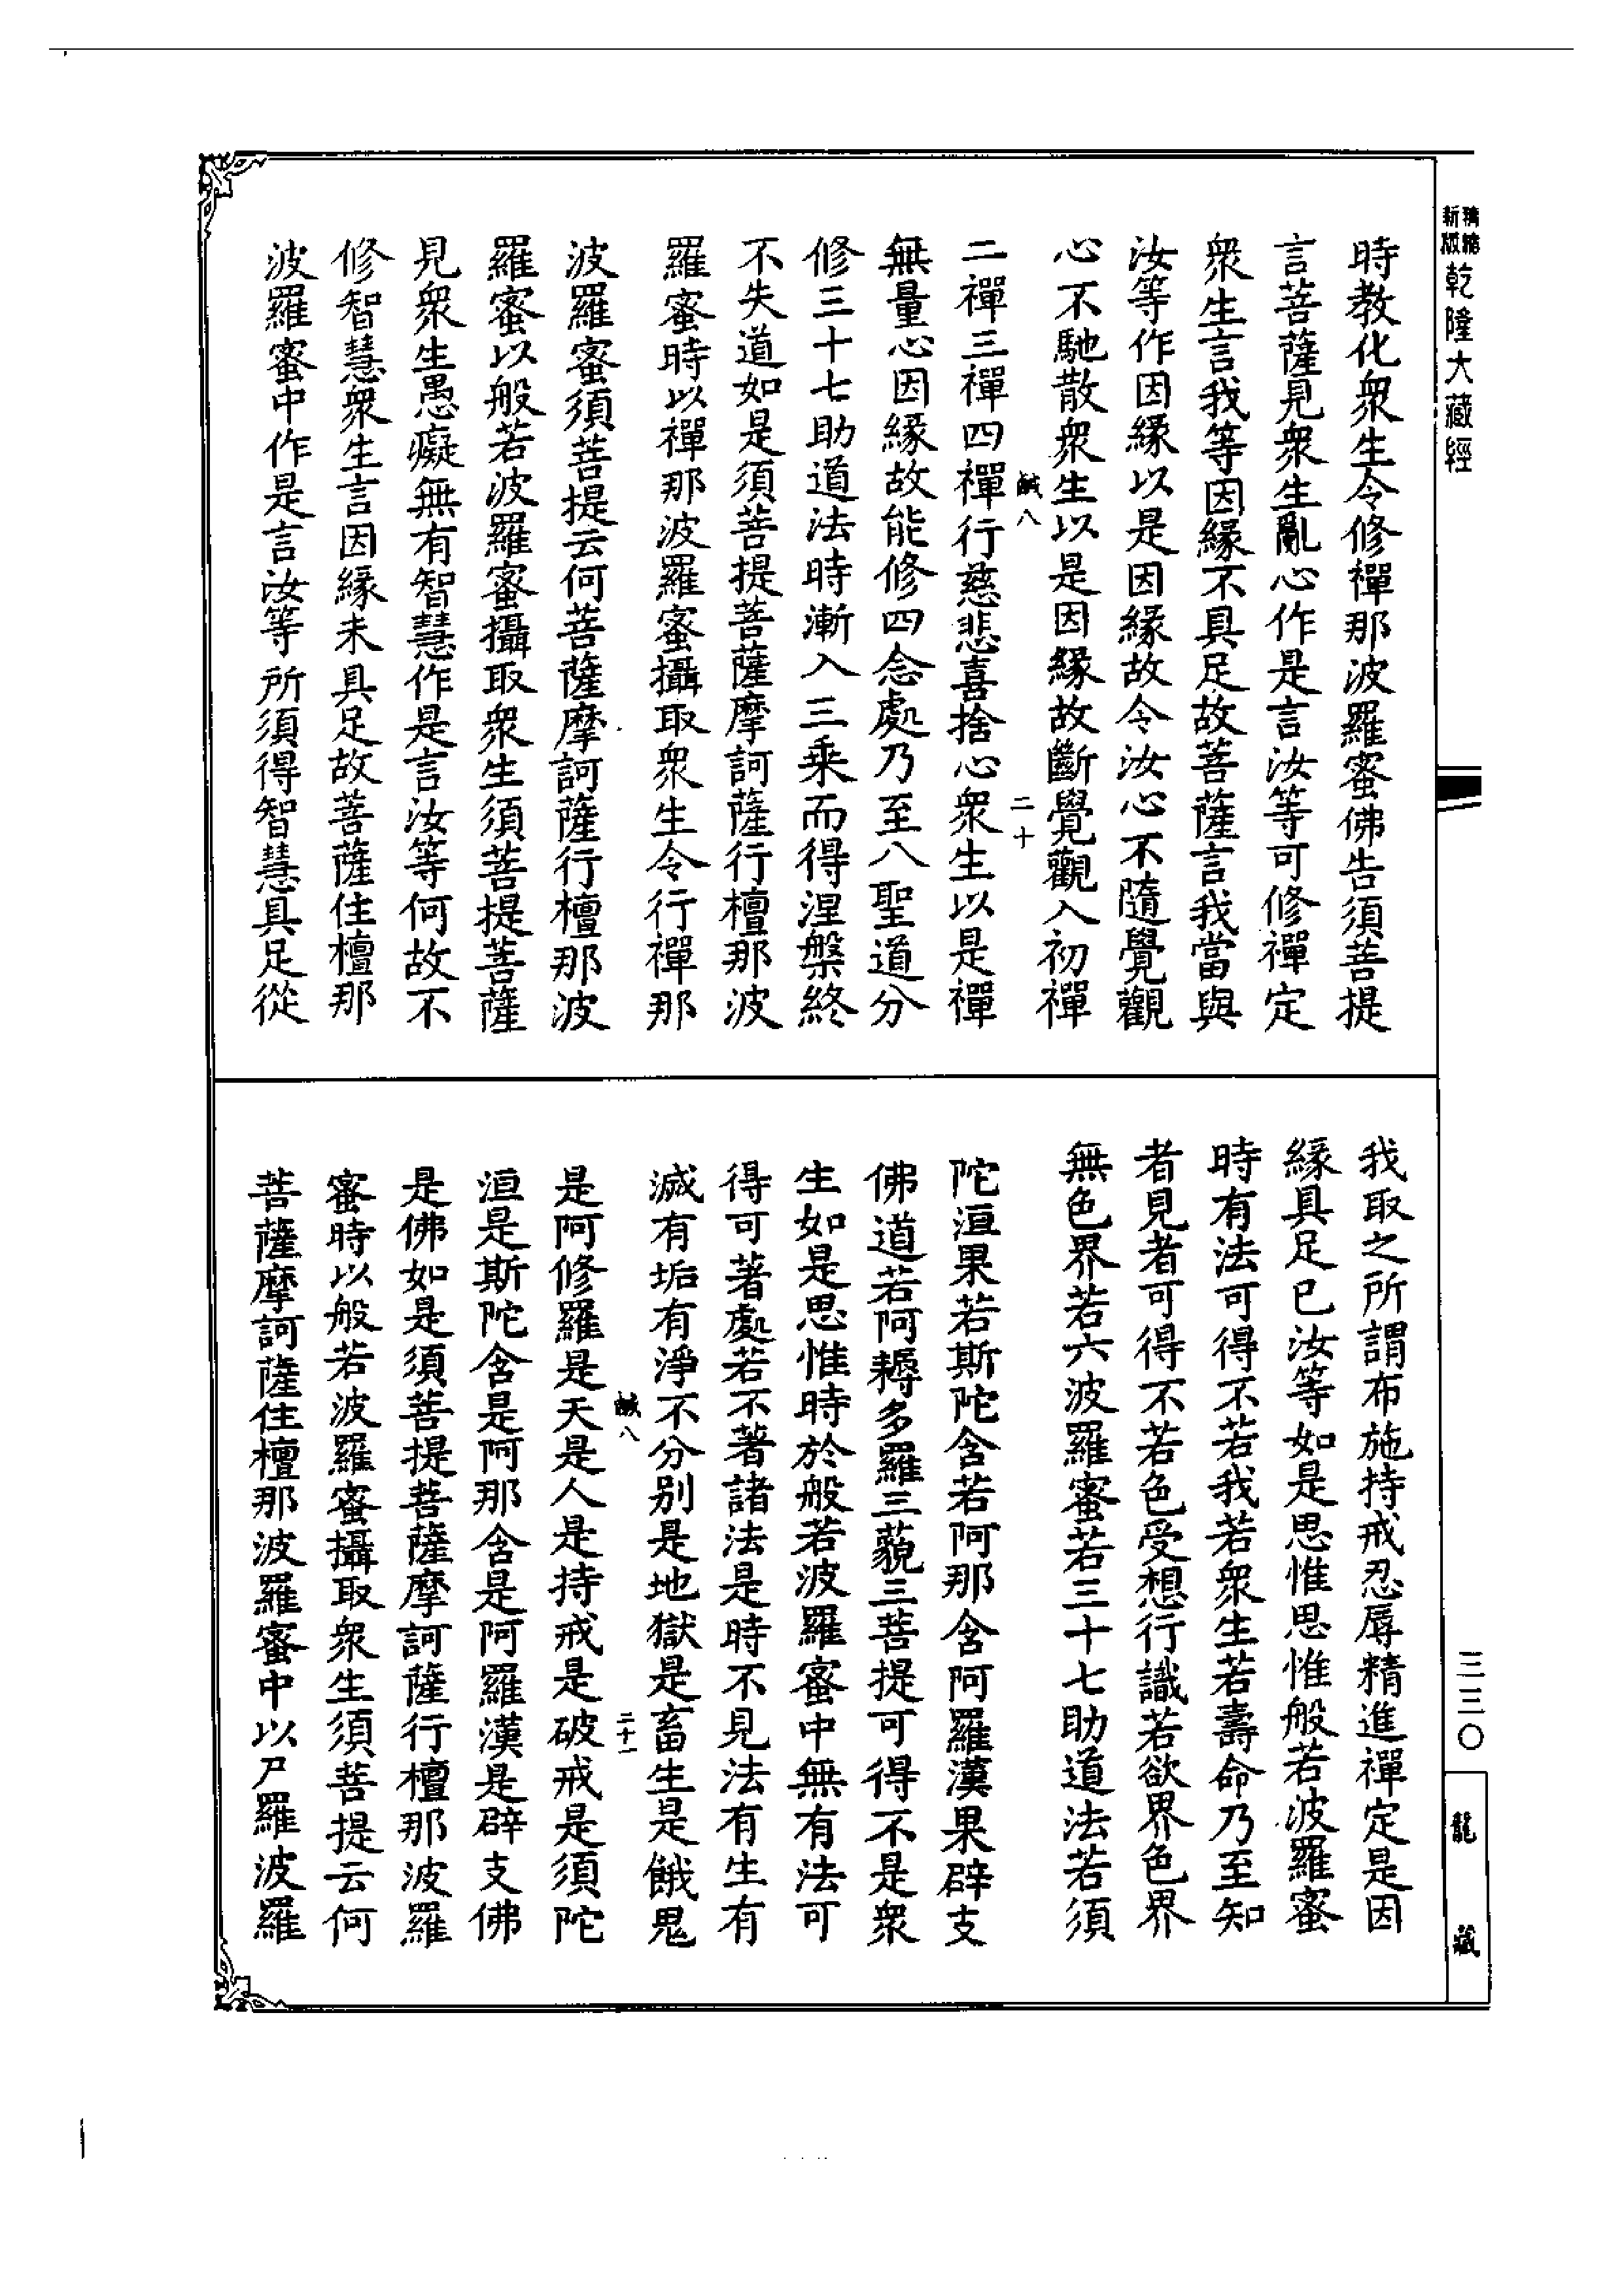 新版
精縮
乾隆大藏經
時教化衆生令修禪那波羅蜜佛告須菩提
言菩薩見衆生亂心作是言汝等可修禪定
衆生言我等因緣不具足故菩薩言我當與
汝等作因緣以是因緣故令汝心不隨覺觀
心不馳散衆生以是因緣故斷覺觀入初禪
鹹八 二十
二禪三禪四禪行慈悲喜捨心衆生以是禪
無量心因緣故能修四念處乃至八聖道分
修三十七助道法時漸入三乘而得涅槃終
不失道如是須菩提菩薩摩訶薩行檀那波
羅蜜時以禪那波羅蜜攝取衆生令行禪那
波羅蜜須菩提云何菩薩摩訶薩行檀那波
羅蜜以般若波羅蜜攝取衆生須菩提菩薩
見衆生愚癡無有智慧作是言汝等何故不
修智慧衆生言因緣未具足故菩薩住檀那
波羅蜜中作是言汝等所須得智慧具足從
我取之所謂布施持戒忍辱精進禪定是因
緣具足已汝等如是思惟思惟般若波羅蜜
時有法可得不若我若衆生若壽命乃至知
者見者可得不若色受想行識若欲界色界
無色界若六波羅蜜若三十七助道法若須
陀洹果若斯陀含若阿那含阿羅漢果辟支
佛道若阿耨多羅三藐三菩提可得不是衆
生如是思惟時於般若波羅蜜中無有法可
得可著處若不著諸法是時不見法有生有
滅有垢有淨不分別是地獄是畜生是餓鬼
鹹八 二十一
是阿修羅是天是人是持戒是破戒是須陀
洹是斯陀含是阿那含是阿羅漢是辟支佛
是佛如是須菩提菩薩摩訶薩行檀那波羅
蜜時以般若波羅蜜攝取衆生須菩提云何
菩薩摩訶薩住檀那波羅蜜中以尸羅波羅
三三〇
龍藏